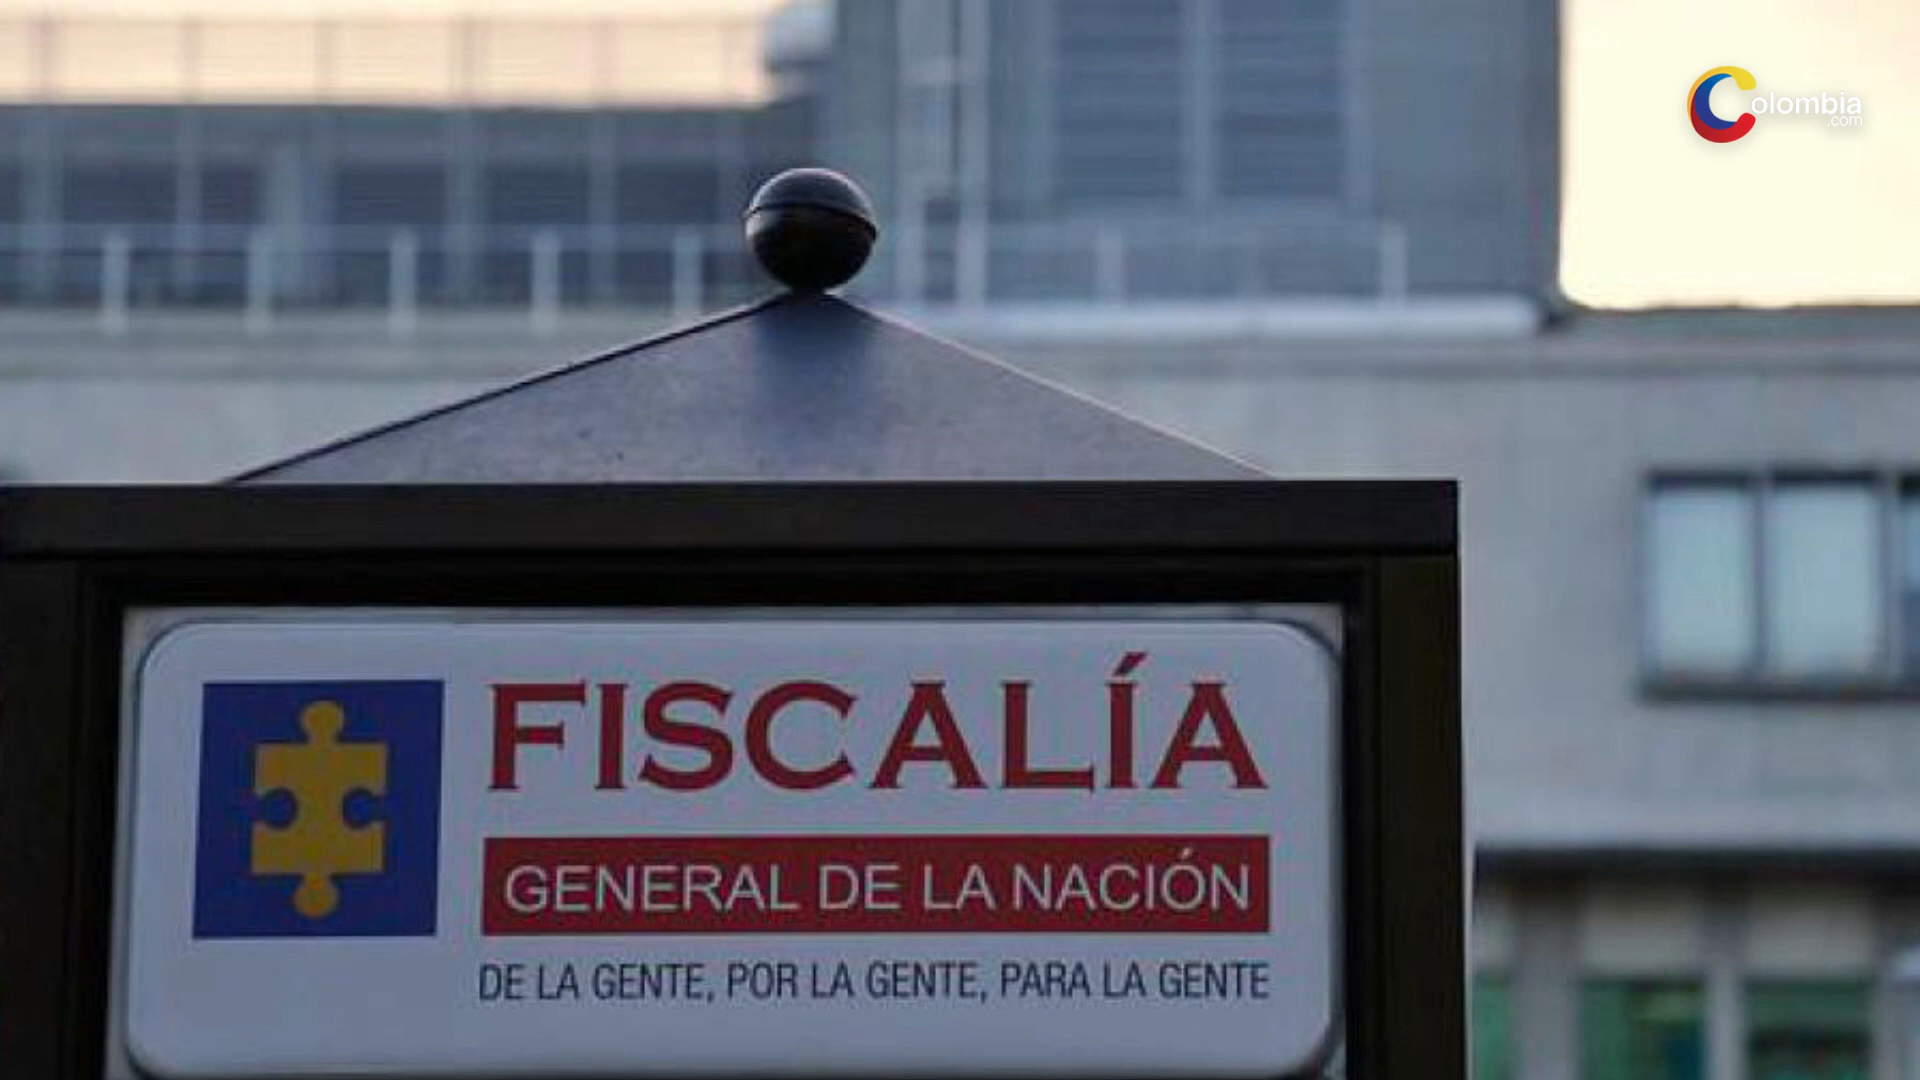 Colombia
.com
FISCALÍA
GENERAL DE LA NACIÓN
DE LA GENTE, POR LA GENTE, PARA LA GENTE